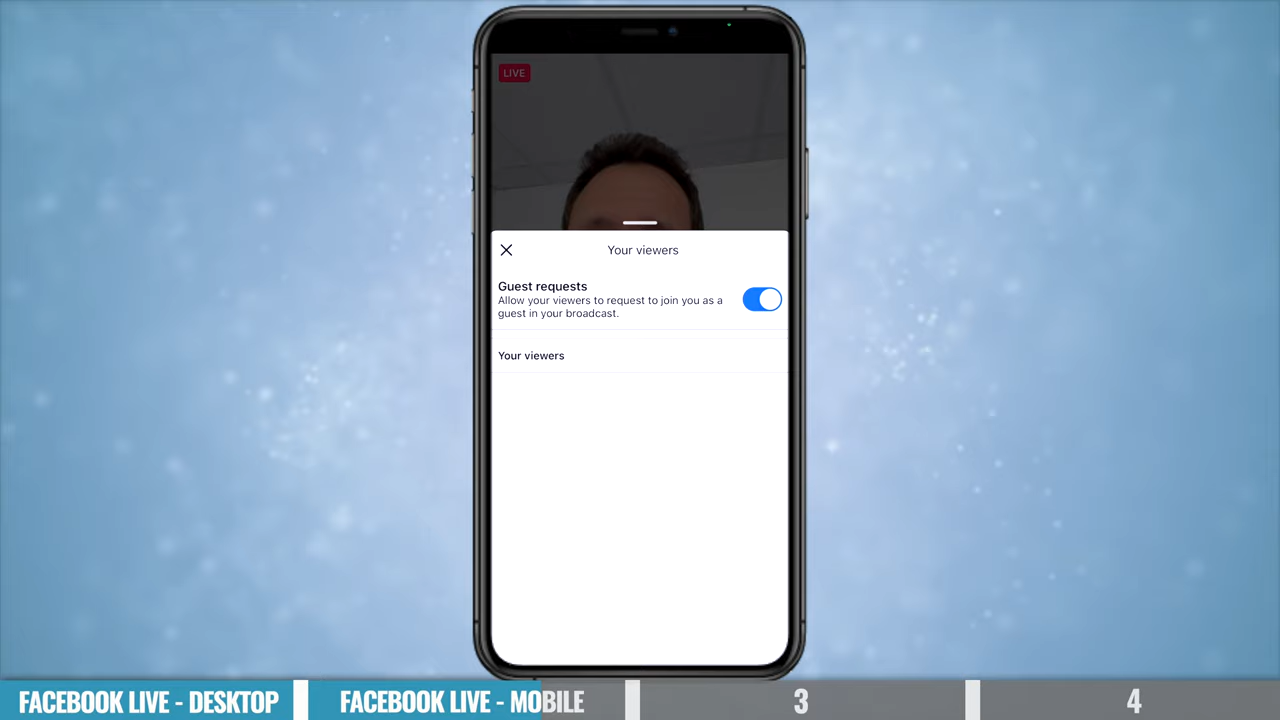 LIVE
Your viewers
Guest requests
Allow your viewers to request to join you as a
guest in your broadcast.
Your viewers
FACEBOOK LIVE - DESKTOP
FACEBOOK LIVE - MOBILE
3
4